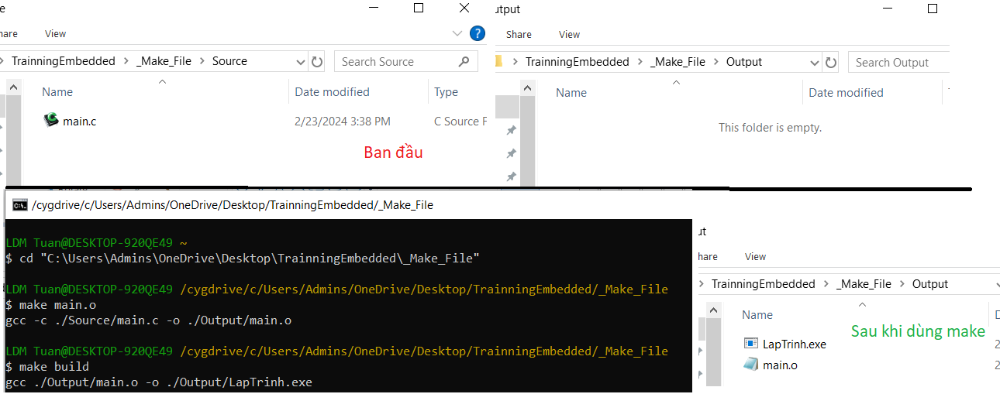 e
hare View
TrainningEmbedded > _Make_File > Source
Search Source
Name Date modified Type
main.c 2/23/2024 3:38 PM C Source F
Ban đầu
utput
Share View
TrainningEmbedded > _Make_File > Output
Search Output
Name Date modified
This folder is empty.
/cygdrive/c/Users/Admins/OneDrive/Desktop/TrainningEmbedded/_Make_File
LDM Tuan@DESKTOP-920QE49 ~
$ cd "C:\Users\Admins\OneDrive\Desktop\TrainningEmbedded\_Make_File"
LDM Tuan@DESKTOP-920QE49 /cygdrive/c/Users/Admins/OneDrive/Desktop/TrainningEmbedded/_Make_File
$ make main.o
gcc -c ./Source/main.c -o ./Output/main.o
LDM Tuan@DESKTOP-920QE49 /cygdrive/c/Users/Admins/OneDrive/Desktop/TrainningEmbedded/_Make_File
$ make build
gcc ./Output/main.o -o ./Output/LapTrinh.exe
ut
hare View
TrainningEmbedded > _Make_File > Output
Name
Sau khi dùng make
LapTrinh.exe
main.o